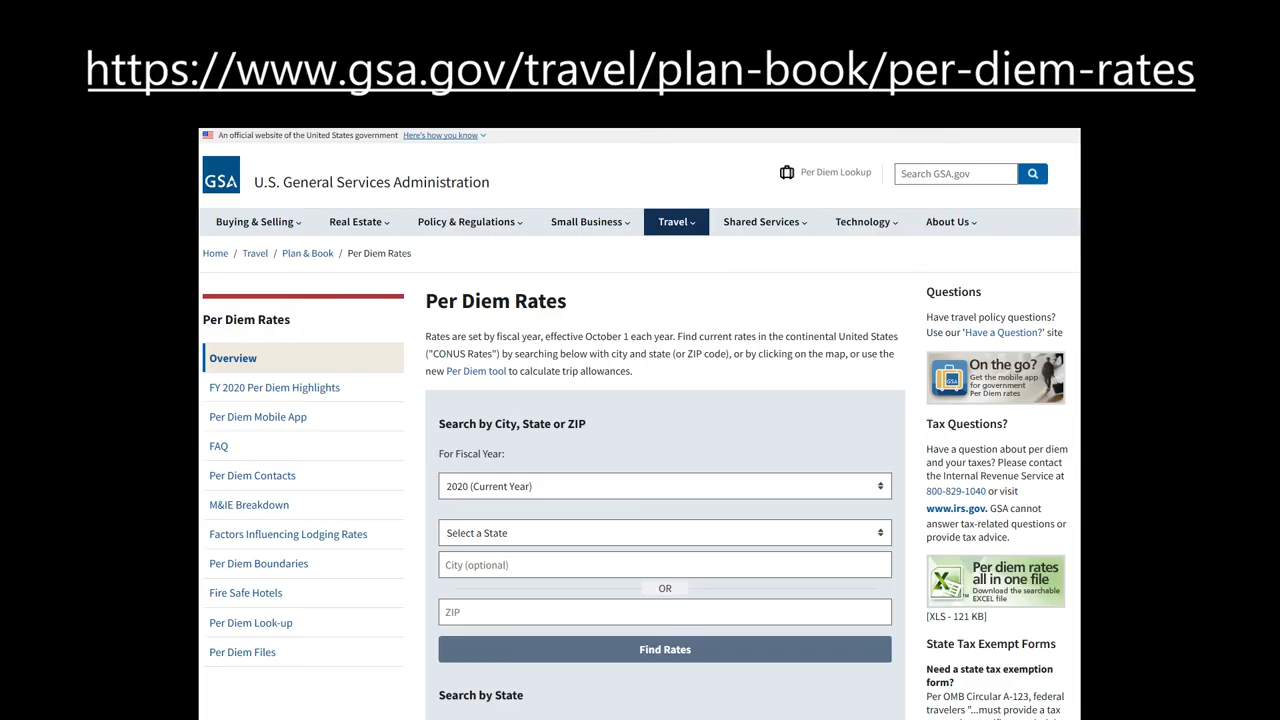 https://www.gsa.gov/travel/plan-book/per-diem-rates
An official website of the United States government Here's how you know
GSA
U.S. General Services Administration
Per Diem Lookup
Search GSA.gov
Buying & Selling
Real Estate
Policy & Regulations
Small Business
Travel
Shared Services
Technology
About Us
Home / Travel / Plan & Book / Per Diem Rates
Per Diem Rates
Overview
FY 2020 Per Diem Highlights
Per Diem Mobile App
FAQ
Per Diem Contacts
M&IE Breakdown
Factors Influencing Lodging Rates
Per Diem Boundaries
Fire Safe Hotels
Per Diem Look-up
Per Diem Files
Per Diem Rates
Rates are set by fiscal year, effective October 1 each year. Find current rates in the continental United States
("CONUS Rates") by searching below with city and state (or ZIP code), or by clicking on the map, or use the
new Per Diem tool to calculate trip allowances.
Search by City, State or ZIP
For Fiscal Year:
2020 (Current Year)
Select a State
City (optional)
OR
ZIP
Find Rates
Search by State
Questions
Have travel policy questions?
Use our 'Have a Question?' site
On the go?
Get the mobile app
for government
Per Diem rates
GSA
Tax Questions?
Have a question about per diem
and your taxes? Please contact
the Internal Revenue Service at
800-829-1040 or visit
www.irs.gov. GSA cannot
answer tax-related questions or
provide tax advice.
Per diem rates
all in one file
Download the searchable
EXCEL file
[XLS - 121 KB]
State Tax Exempt Forms
Need a state tax exemption
form?
Per OMB Circular A-123, federal
travelers "...must provide a tax